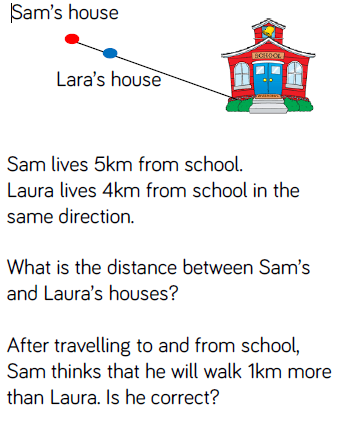 Sam's house
Lara's house
SCHOOL
Sam lives 5km from school.
Laura lives 4km from school in the
same direction.
What is the distance between Sam's
and Laura's houses?
After travelling to and from school,
Sam thinks that he will walk 1km more
than Laura. Is he correct?